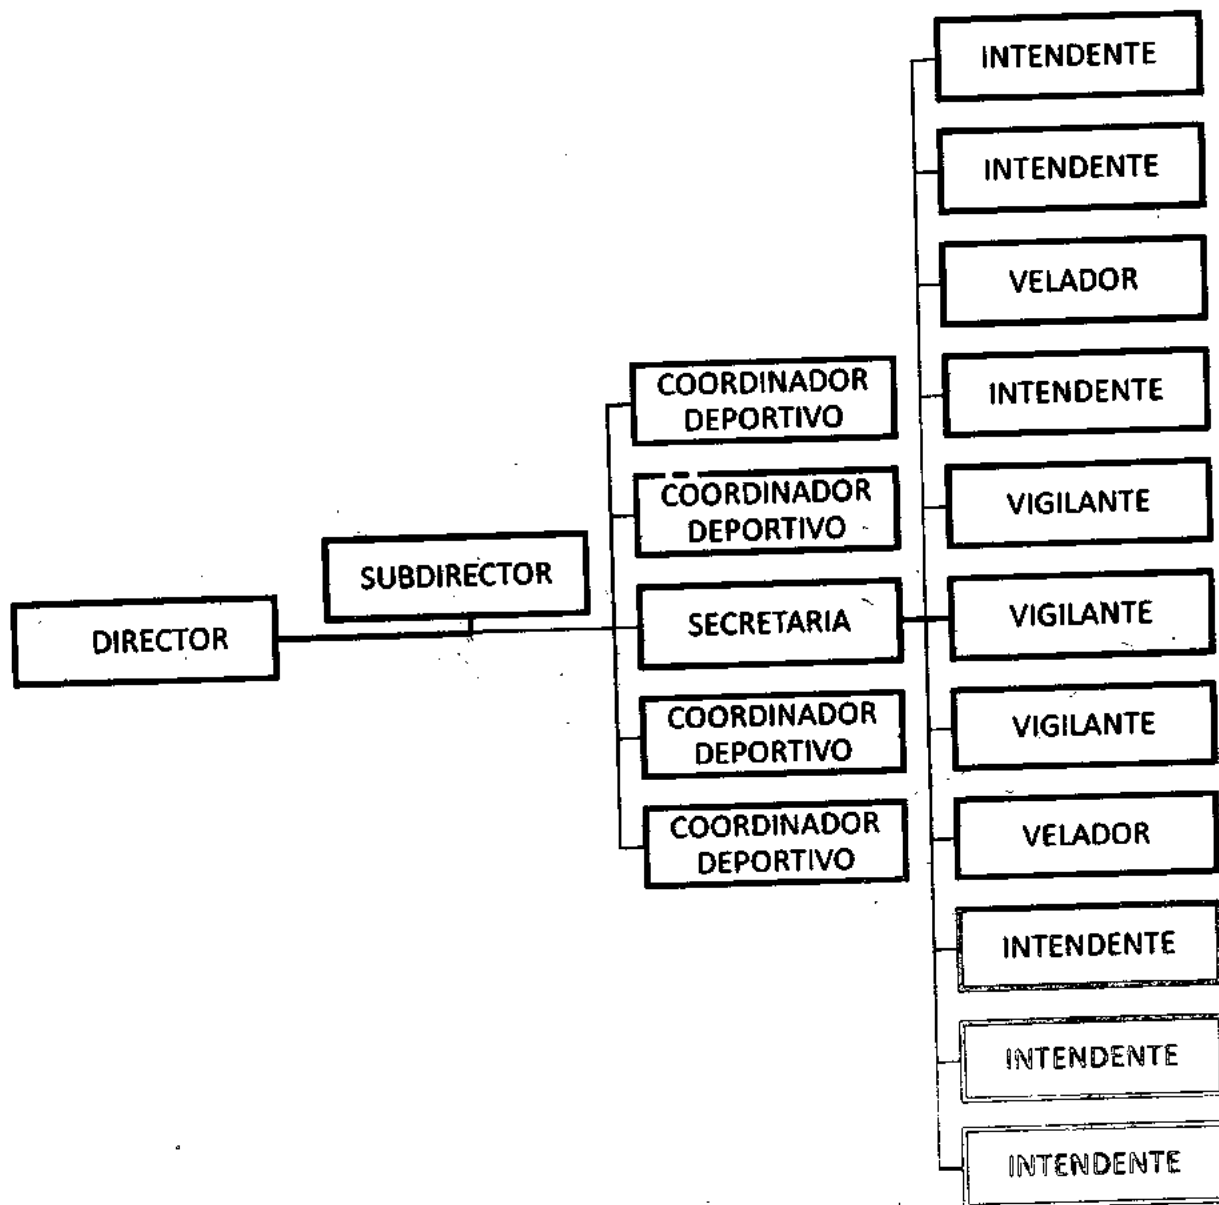 DIRECTOR
SUBDIRECTOR
COORDINADOR
DEPORTIVO
COORDINADOR
DEPORTIVO
SECRETARIA
COORDINADOR
DEPORTIVO
COORDINADOR
DEPORTIVO
INTENDENTE
INTENDENTE
VELADOR
INTENDENTE
VIGILANTE
VIGILANTE
VIGILANTE
VELADOR
INTENDENTE
INTENDENTE
INTENDENTE